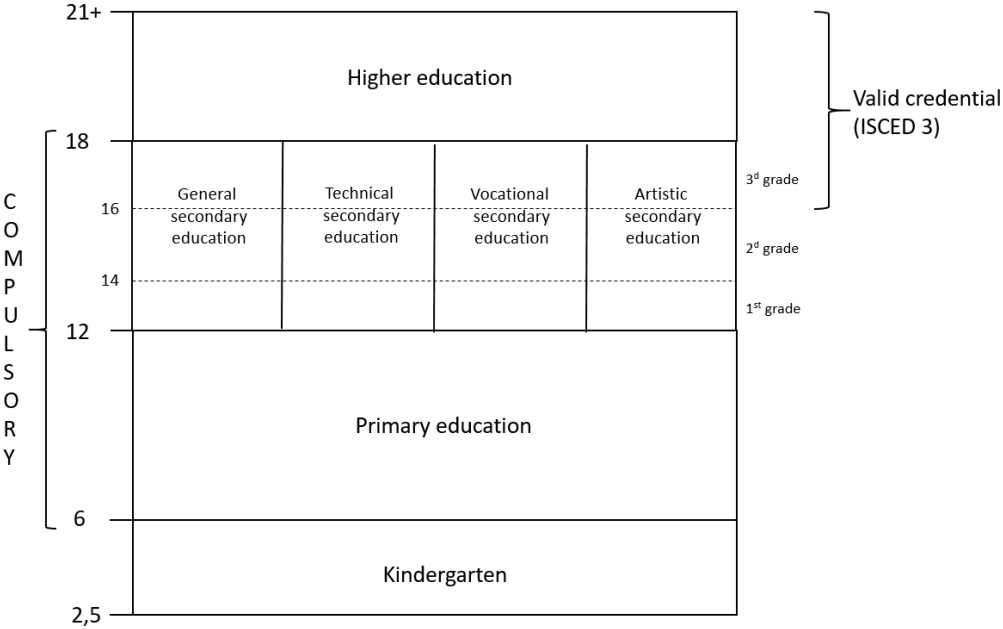 21+
Higher education
Valid credential
(ISCED 3)
18
COMPULSORY
General
secondary
education
Technical
secondary
education
Vocational
secondary
education
Artistic
secondary
education
3d grade
16
2d grade
14
1st grade
12
Primary education
6
Kindergarten
2,5